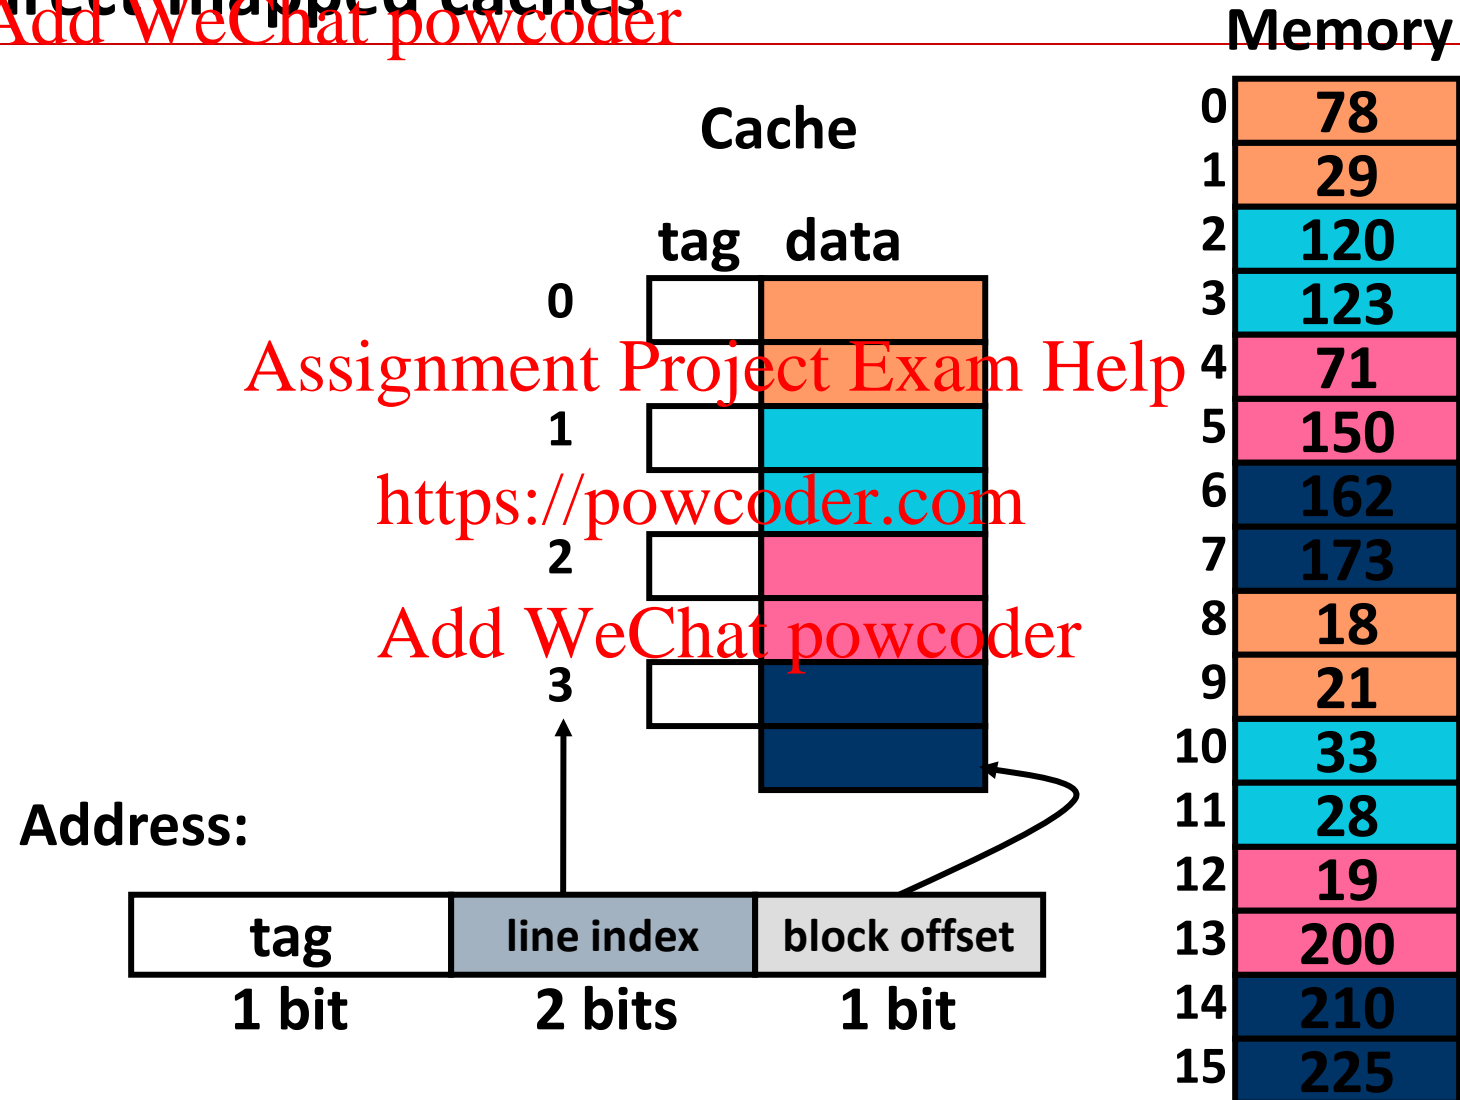 mapped caches
Add WeChat powcoder
Memory
Cache
tag data
0
1
2
3
Assignment Project Exam Help
https://powcoder.com
Add WeChat powcoder
Address:
tag line index block offset
1 bit 2 bits 1 bit
0 78
1 29
2 120
3 123
4 71
5 150
6 162
7 173
8 18
9 21
10 33
11 28
12 19
13 200
14 210
15 225